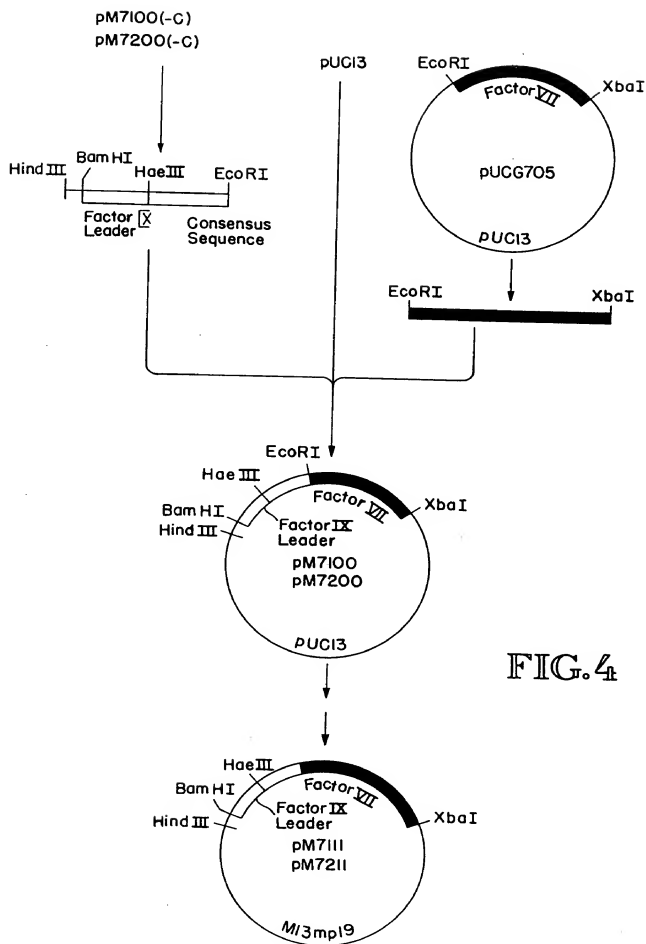 pM7100(-C)
pM7200(-C)
Hind III
Bam HI
Hae III
EcoRI
Factor IX
Leader
Consensus
Sequence
pUC13
EcoRI
Factor VII
XbaI
pUCG705
pUC13
EcoRI
XbaI
EcoRI
Hae III
Bam HI
Hind III
Factor VII
XbaI
Factor IX
Leader
pM7100
pM7200
pUC13
FIG.4
Hae III
Bam HI
Hind III
Factor VII
XbaI
Factor IX
Leader
pM7111
pM7211
M13mp19